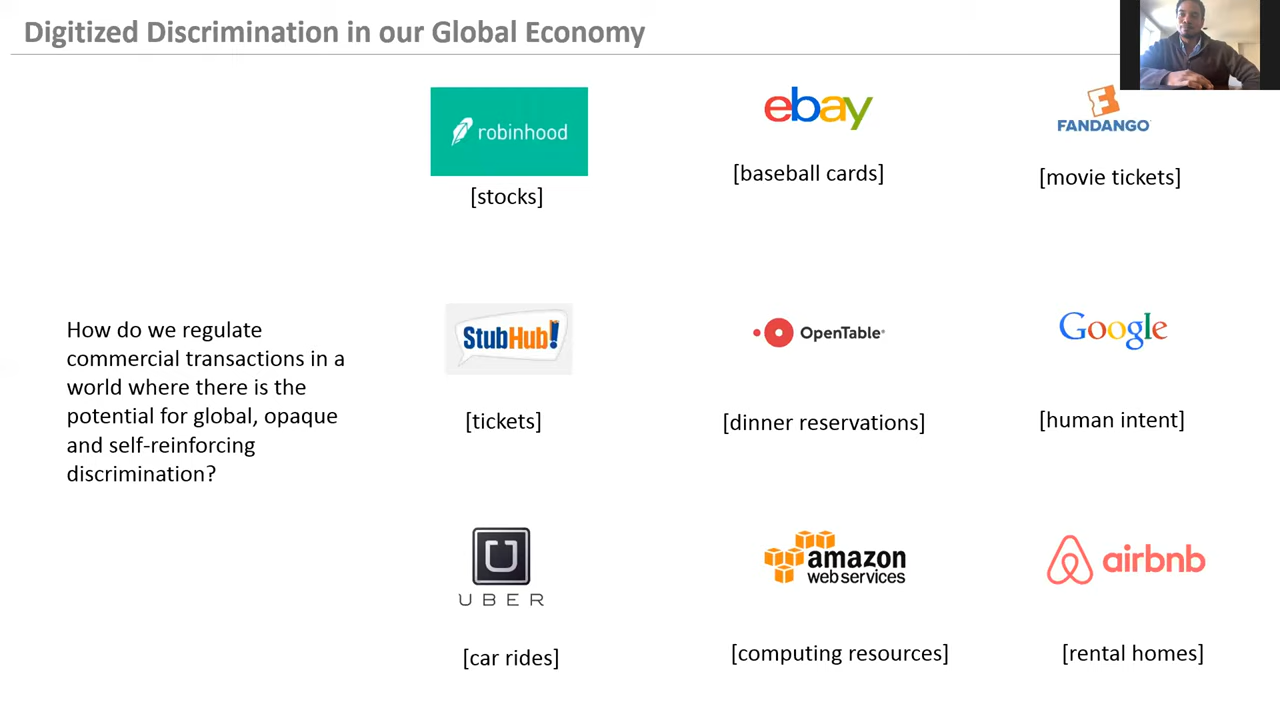 Digitized Discrimination in our Global Economy
robinhood
[stocks]
ebay
[baseball cards]
FANDANGO
[movie tickets]
How do we regulate
commercial transactions in a
world where there is the
potential for global, opaque
and self-reinforcing
discrimination?
StubHub!
[tickets]
OpenTable®
[dinner reservations]
Google
[human intent]
UBER
[car rides]
amazon
web services
[computing resources]
airbnb
[rental homes]